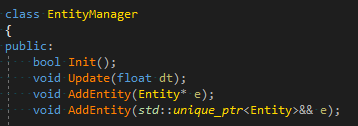 class EntityManager
{
public:
    bool Init();
    void Update(float dt);
    void AddEntity(Entity* e);
    void AddEntity(std::unique_ptr<Entity>&& e);